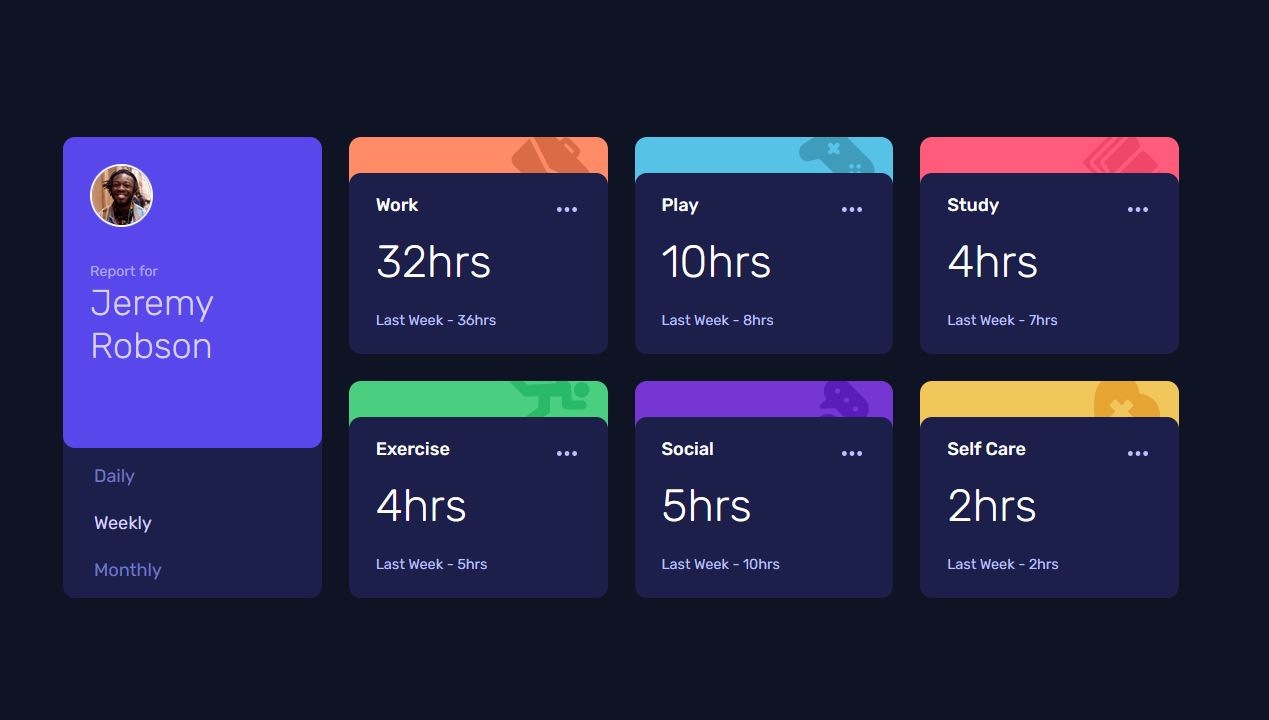 Report for
Jeremy
Robson
Daily
Weekly
Monthly
Work
32hrs
Last Week - 36hrs
Play
10hrs
Last Week - 8hrs
Study
4hrs
Last Week - 7hrs
Exercise
4hrs
Last Week - 5hrs
Social
5hrs
Last Week - 10hrs
Self Care
2hrs
Last Week - 2hrs